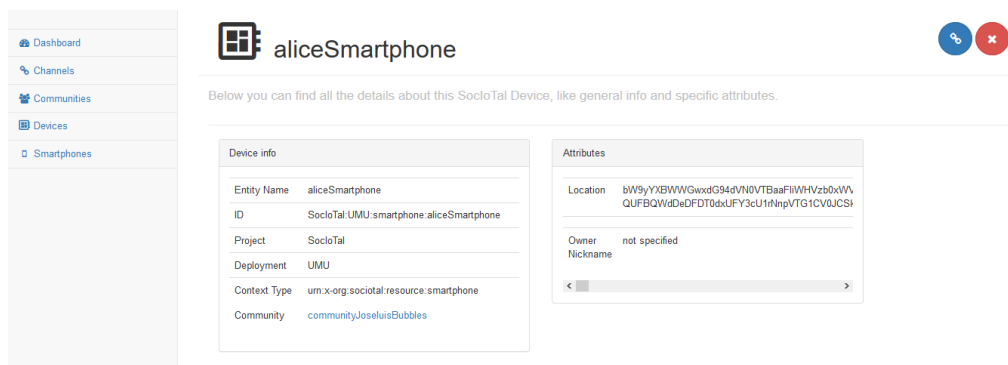 Dashboard
Channels
Communities
Devices
Smartphones
aliceSmartphone
Below you can find all the details about this SocIoTal Device, like general info and specific attributes.
Device info
Entity Name aliceSmartphone
ID SocIoTal:UMU:smartphone:aliceSmartphone
Project SocIoTal
Deployment UMU
Context Type urn:x-org:sociotal:resource:smartphone
Community communityJoseluisBubbles
Attributes
Location
Owner not specified
Nickname